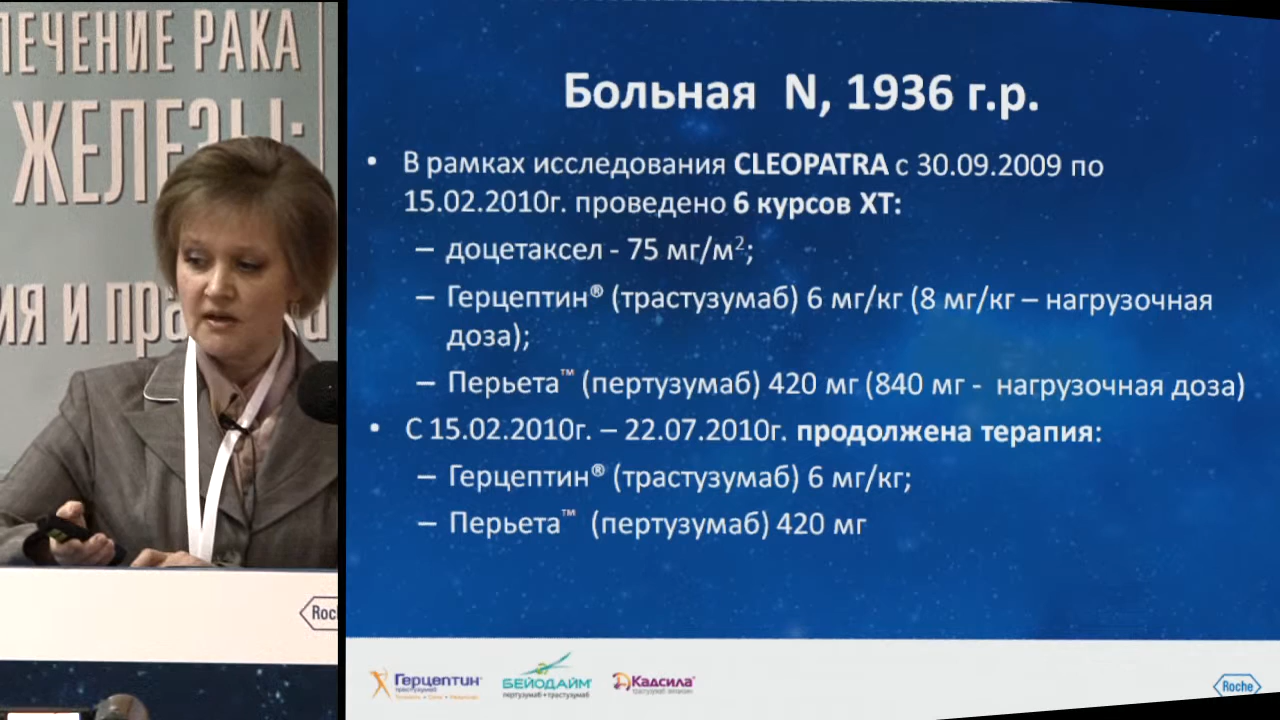 ЛЕЧЕНИЕ РАКА
ЖЕЛЕЗЫ:
ия и пра
Roche
Больная N, 1936 г.р.
• В рамках исследования CLEOPATRA с 30.09.2009 по
15.02.2010г. проведено 6 курсов ХТ:
– доцетаксел - 75 мг/м²;
– Герцептин® (трастузумаб) 6 мг/кг (8 мг/кг – нагрузочная
доза);
– Перьета™ (пертузумаб) 420 мг (840 мг - нагрузочная доза)
• С 15.02.2010г. – 22.07.2010г. продолжена терапия:
– Герцептин® (трастузумаб) 6 мг/кг;
– Перьета™ (пертузумаб) 420 мг
Герцептин®
трастузумаб
БЕЙОДАЙМ®
пертузумаб • трастузумаб
Кадсила®
трастузумаб эмтанзин
Roche